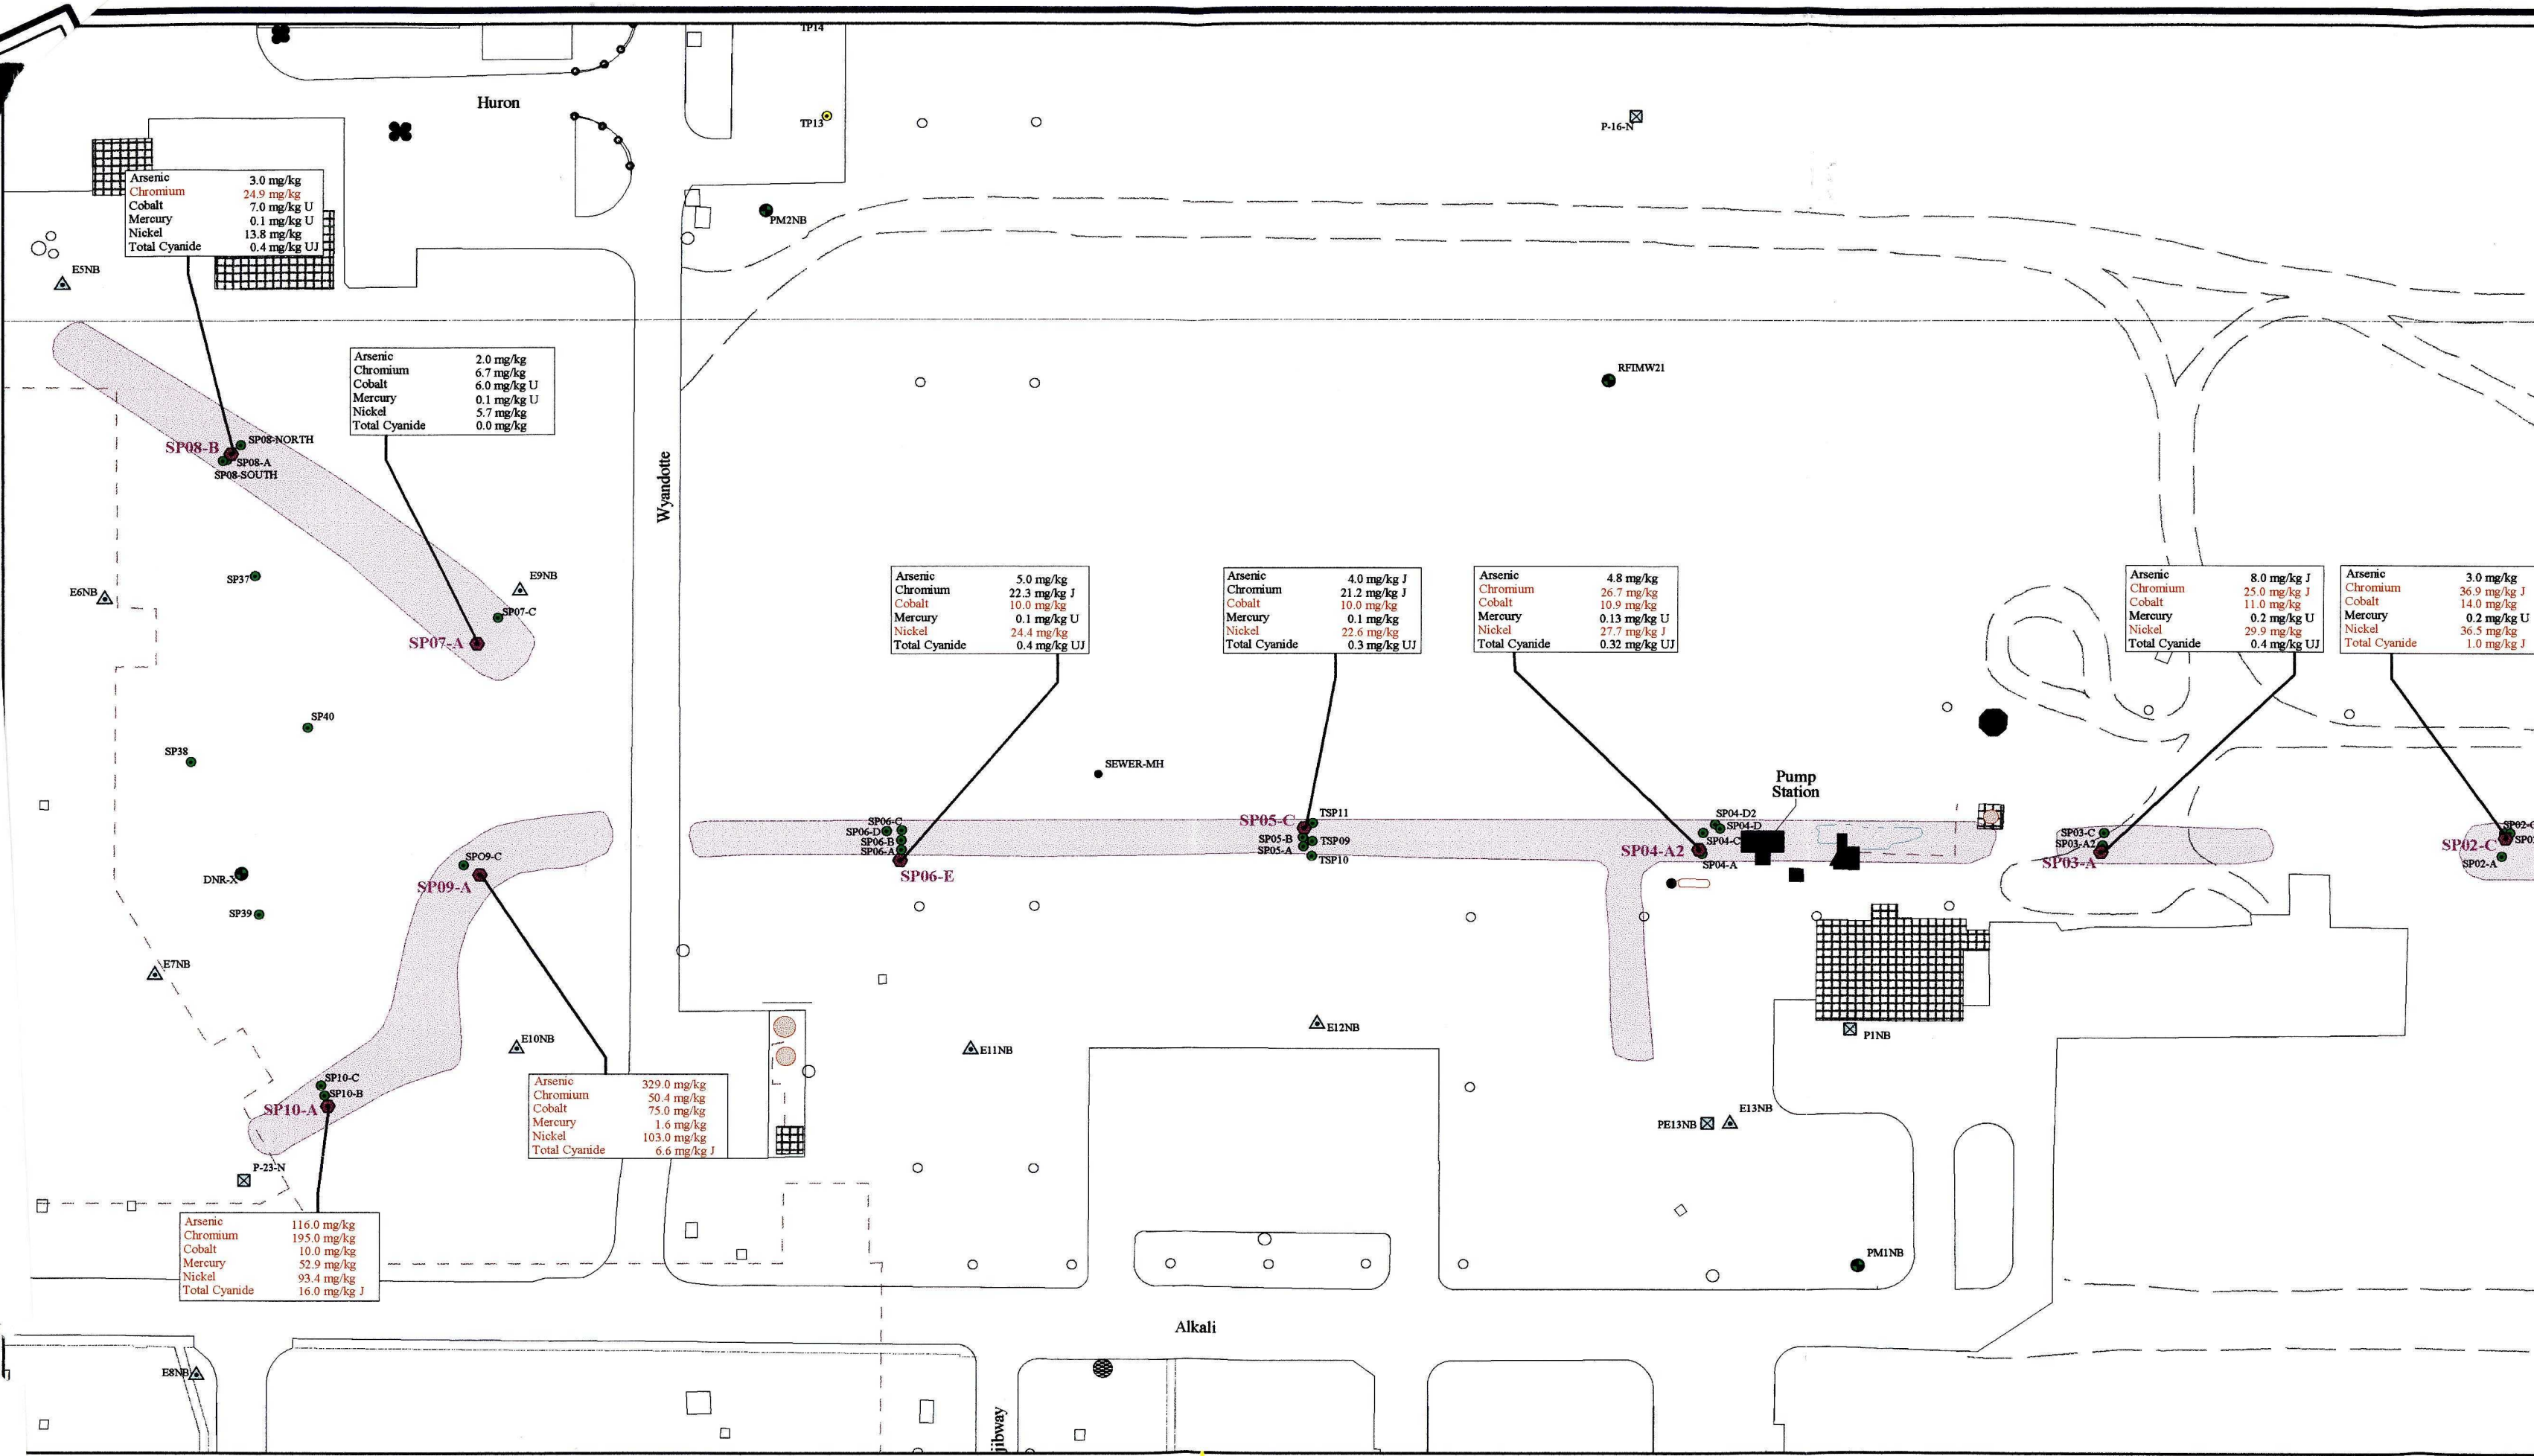 TP14
Huron
TP13
P-16-N
Arsenic 3.0 mg/kg
Chromium 24.9 mg/kg
Cobalt 7.0 mg/kg U
Mercury 0.1 mg/kg U
Nickel 13.8 mg/kg
Total Cyanide 0.4 mg/kg UJ
PM2NB
E5NB
Arsenic 2.0 mg/kg
Chromium 6.7 mg/kg
Cobalt 6.0 mg/kg U
Mercury 0.1 mg/kg U
Nickel 5.7 mg/kg
Total Cyanide 0.0 mg/kg
RFIMW21
SP08-B
SP08-NORTH
SP08-A
SP08-SOUTH
Wyandotte
SP37
E6NB
E9NB
SP07-C
SP07-A
Arsenic 5.0 mg/kg
Chromium 22.3 mg/kg J
Cobalt 10.0 mg/kg
Mercury 0.1 mg/kg U
Nickel 24.4 mg/kg
Total Cyanide 0.4 mg/kg UJ
Arsenic 4.0 mg/kg J
Chromium 21.2 mg/kg J
Cobalt 10.0 mg/kg
Mercury 0.1 mg/kg
Nickel 22.6 mg/kg
Total Cyanide 0.3 mg/kg UJ
Arsenic 4.8 mg/kg
Chromium 26.7 mg/kg
Cobalt 10.9 mg/kg
Mercury 0.13 mg/kg U
Nickel 27.7 mg/kg J
Total Cyanide 0.32 mg/kg UJ
Arsenic 8.0 mg/kg J
Chromium 25.0 mg/kg J
Cobalt 11.0 mg/kg
Mercury 0.2 mg/kg U
Nickel 29.9 mg/kg
Total Cyanide 0.4 mg/kg UJ
Arsenic 3.0 mg/kg
Chromium 36.9 mg/kg J
Cobalt 14.0 mg/kg
Mercury 0.2 mg/kg U
Nickel 36.5 mg/kg
Total Cyanide 1.0 mg/kg J
SP40
SP38
SEWER-MH
Pump
Station
SP06-C
SP06-D
SP06-B
SP06-A
SP06-E
SP05-C
TSP11
SP05-B
TSP09
SP05-A
TSP10
SP04-D2
SP04-D
SP04-C
SP04-A2
SP04-A
SP03-C
SP03-A2
SP03-A
SP02-C
SP02-A
SPO9-C
SP09-A
DNR-X
SP39
E7NB
E10NB
E11NB
E12NB
P1NB
SP10-C
SP10-B
SP10-A
Arsenic 329.0 mg/kg
Chromium 50.4 mg/kg
Cobalt 75.0 mg/kg
Mercury 1.6 mg/kg
Nickel 103.0 mg/kg
Total Cyanide 6.6 mg/kg J
PE13NB
E13NB
P-23-N
Arsenic 116.0 mg/kg
Chromium 195.0 mg/kg
Cobalt 10.0 mg/kg
Mercury 52.9 mg/kg
Nickel 93.4 mg/kg
Total Cyanide 16.0 mg/kg J
PM1NB
Alkali
E8NB
jibway